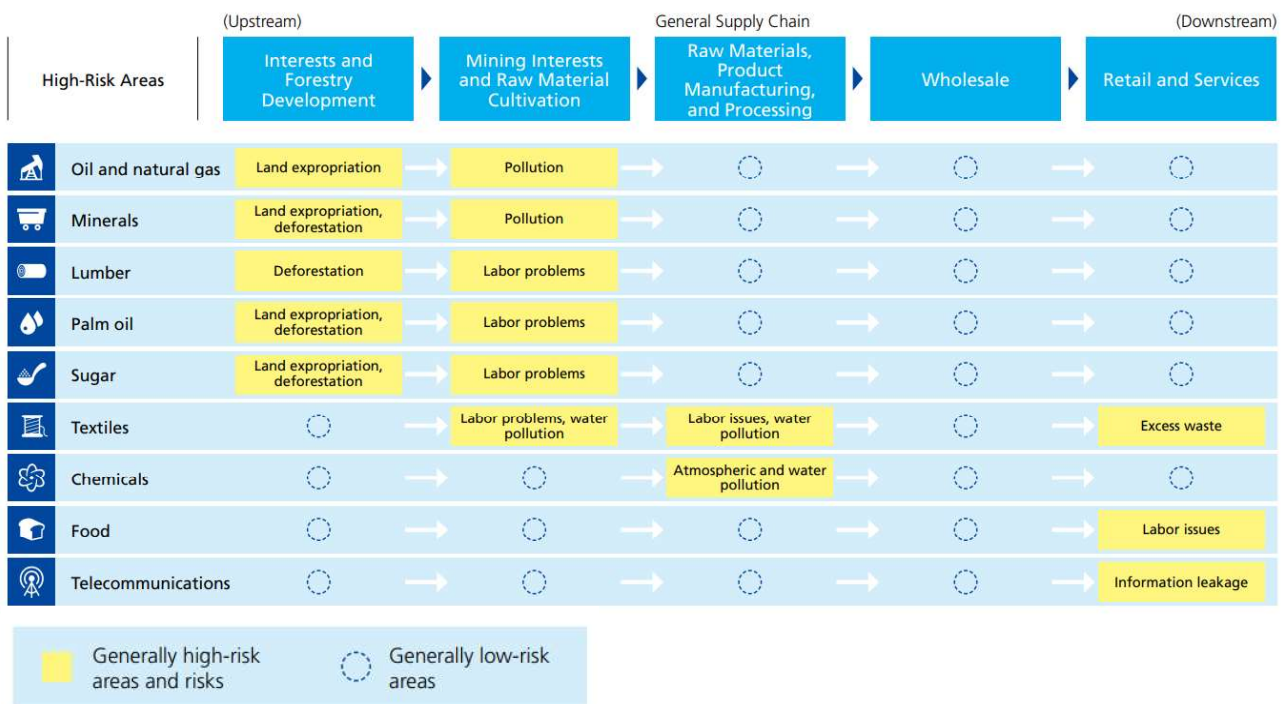 (Upstream)
General Supply Chain
(Downstream)
High-Risk Areas
Interests and
Forestry
Development
Mining Interests
and Raw Material
Cultivation
Raw Materials,
Product
Manufacturing,
and Processing
Wholesale
Retail and Services
Oil and natural gas
Land expropriation
Pollution
Minerals
Land expropriation,
deforestation
Pollution
Lumber
Deforestation
Labor problems
Palm oil
Land expropriation,
deforestation
Labor problems
Sugar
Land expropriation,
deforestation
Labor problems
Textiles
Labor problems, water
pollution
Labor issues, water
pollution
Excess waste
Chemicals
Atmospheric and water
pollution
Food
Labor issues
Telecommunications
Information leakage
Generally high-risk
areas and risks
Generally low-risk
areas